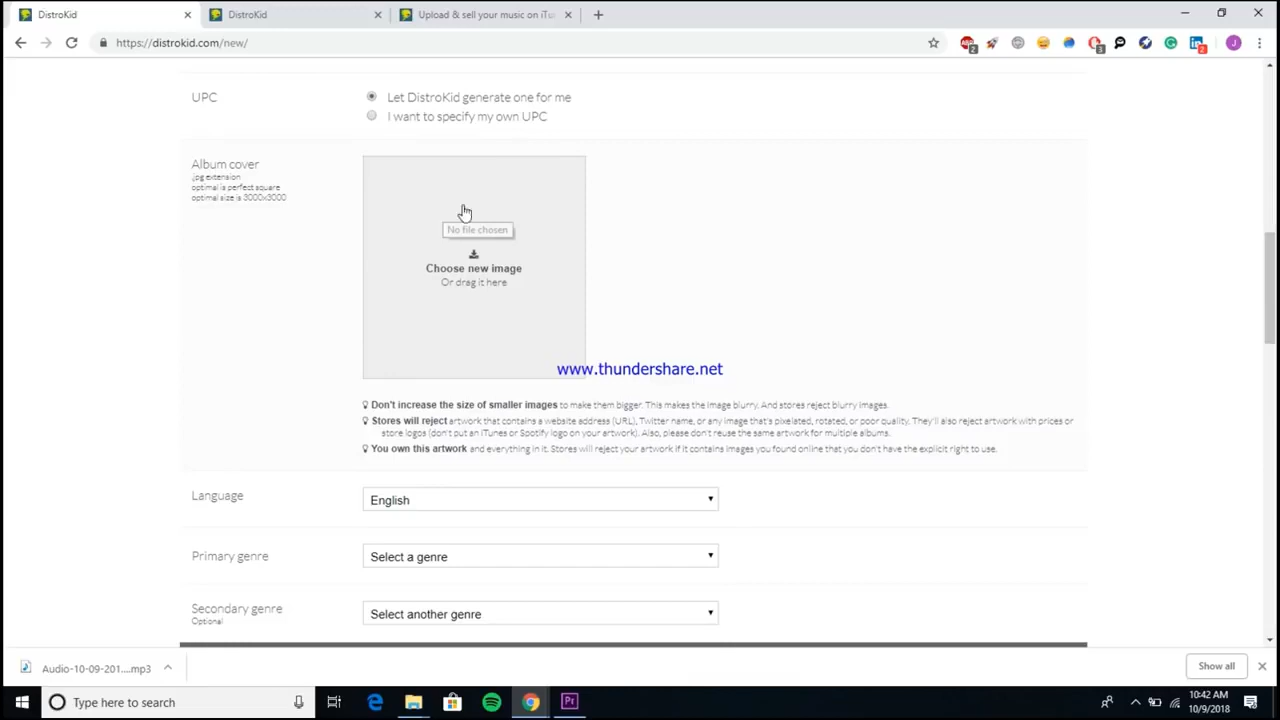 DistroKid
DistroKid
Upload & sell your music on iTu
https://distrokid.com/new/
2
3
2
J
UPC
Let DistroKid generate one for me
I want to specify my own UPC
Album cover
.jpg extension
optimal is perfect square
optimal size is 3000x3000
No file chosen
Choose new image
Or drag it here
www.thundershare.net
Don't increase the size of smaller images to make them bigger. This makes the image blurry. And stores reject blurry images.
Stores will reject artwork that contains a website address (URL), Twitter name, or any image that's pixelated, rotated, or poor quality. They'll also reject artwork with prices or
store logos (don't put an iTunes or Spotify logo on your artwork). Also, please don't reuse the same artwork for multiple albums.
You own this artwork and everything in it. Stores will reject your artwork if it contains images you found online that you don't have the explicit right to use.
Language
English
Primary genre
Select a genre
Secondary genre
Optional
Select another genre
Audio-10-09-201....mp3
Show all
Type here to search
Pr
10:42 AM
10/9/2018